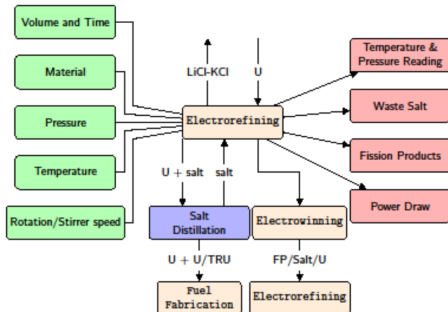 Volume and Time
Material
Pressure
Temperature
Rotation/Stirrer speed
LiCl-KCl
U
Electrorefining
Temperature &
Pressure Reading
Waste Salt
Fission Products
Power Draw
U + salt
salt
Salt
Distillation
Electrowinning
U + U/TRU
FP/Salt/U
Fuel
Fabrication
Electrorefining